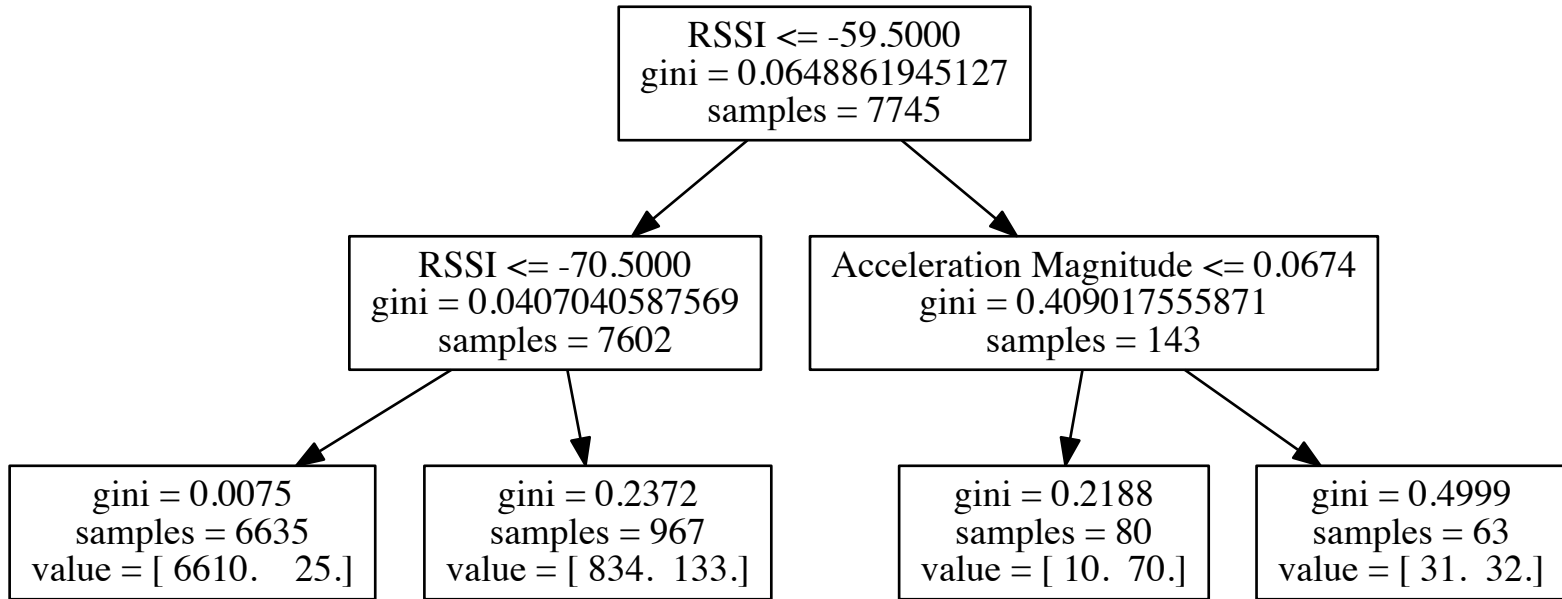 RSSI <= -59.5000
gini = 0.0648861945127
samples = 7745
RSSI <= -70.5000
gini = 0.0407040587569
samples = 7602
Acceleration Magnitude <= 0.0674
gini = 0.409017555871
samples = 143
gini = 0.0075
samples = 6635
value = [ 6610.    25.]
gini = 0.2372
samples = 967
value = [ 834.  133.]
gini = 0.2188
samples = 80
value = [ 10.  70.]
gini = 0.4999
samples = 63
value = [ 31.  32.]